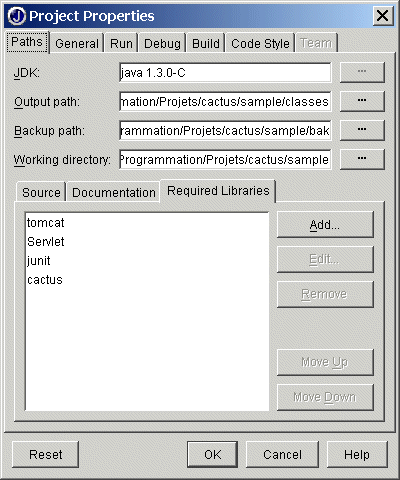 Project Properties
Paths General Run Debug Build Code Style Team
JDK: java 1.3.0-C ...
Output path: mation/Projets/cactus/sample/classes ...
Backup path: rammation/Projets/cactus/sample/bak ...
Working directory: Programmation/Projets/cactus/sample ...
Source Documentation Required Libraries
tomcat Add...
Servlet
junit Edit...
cactus
Remove
Move Up
Move Down
Reset OK Cancel Help